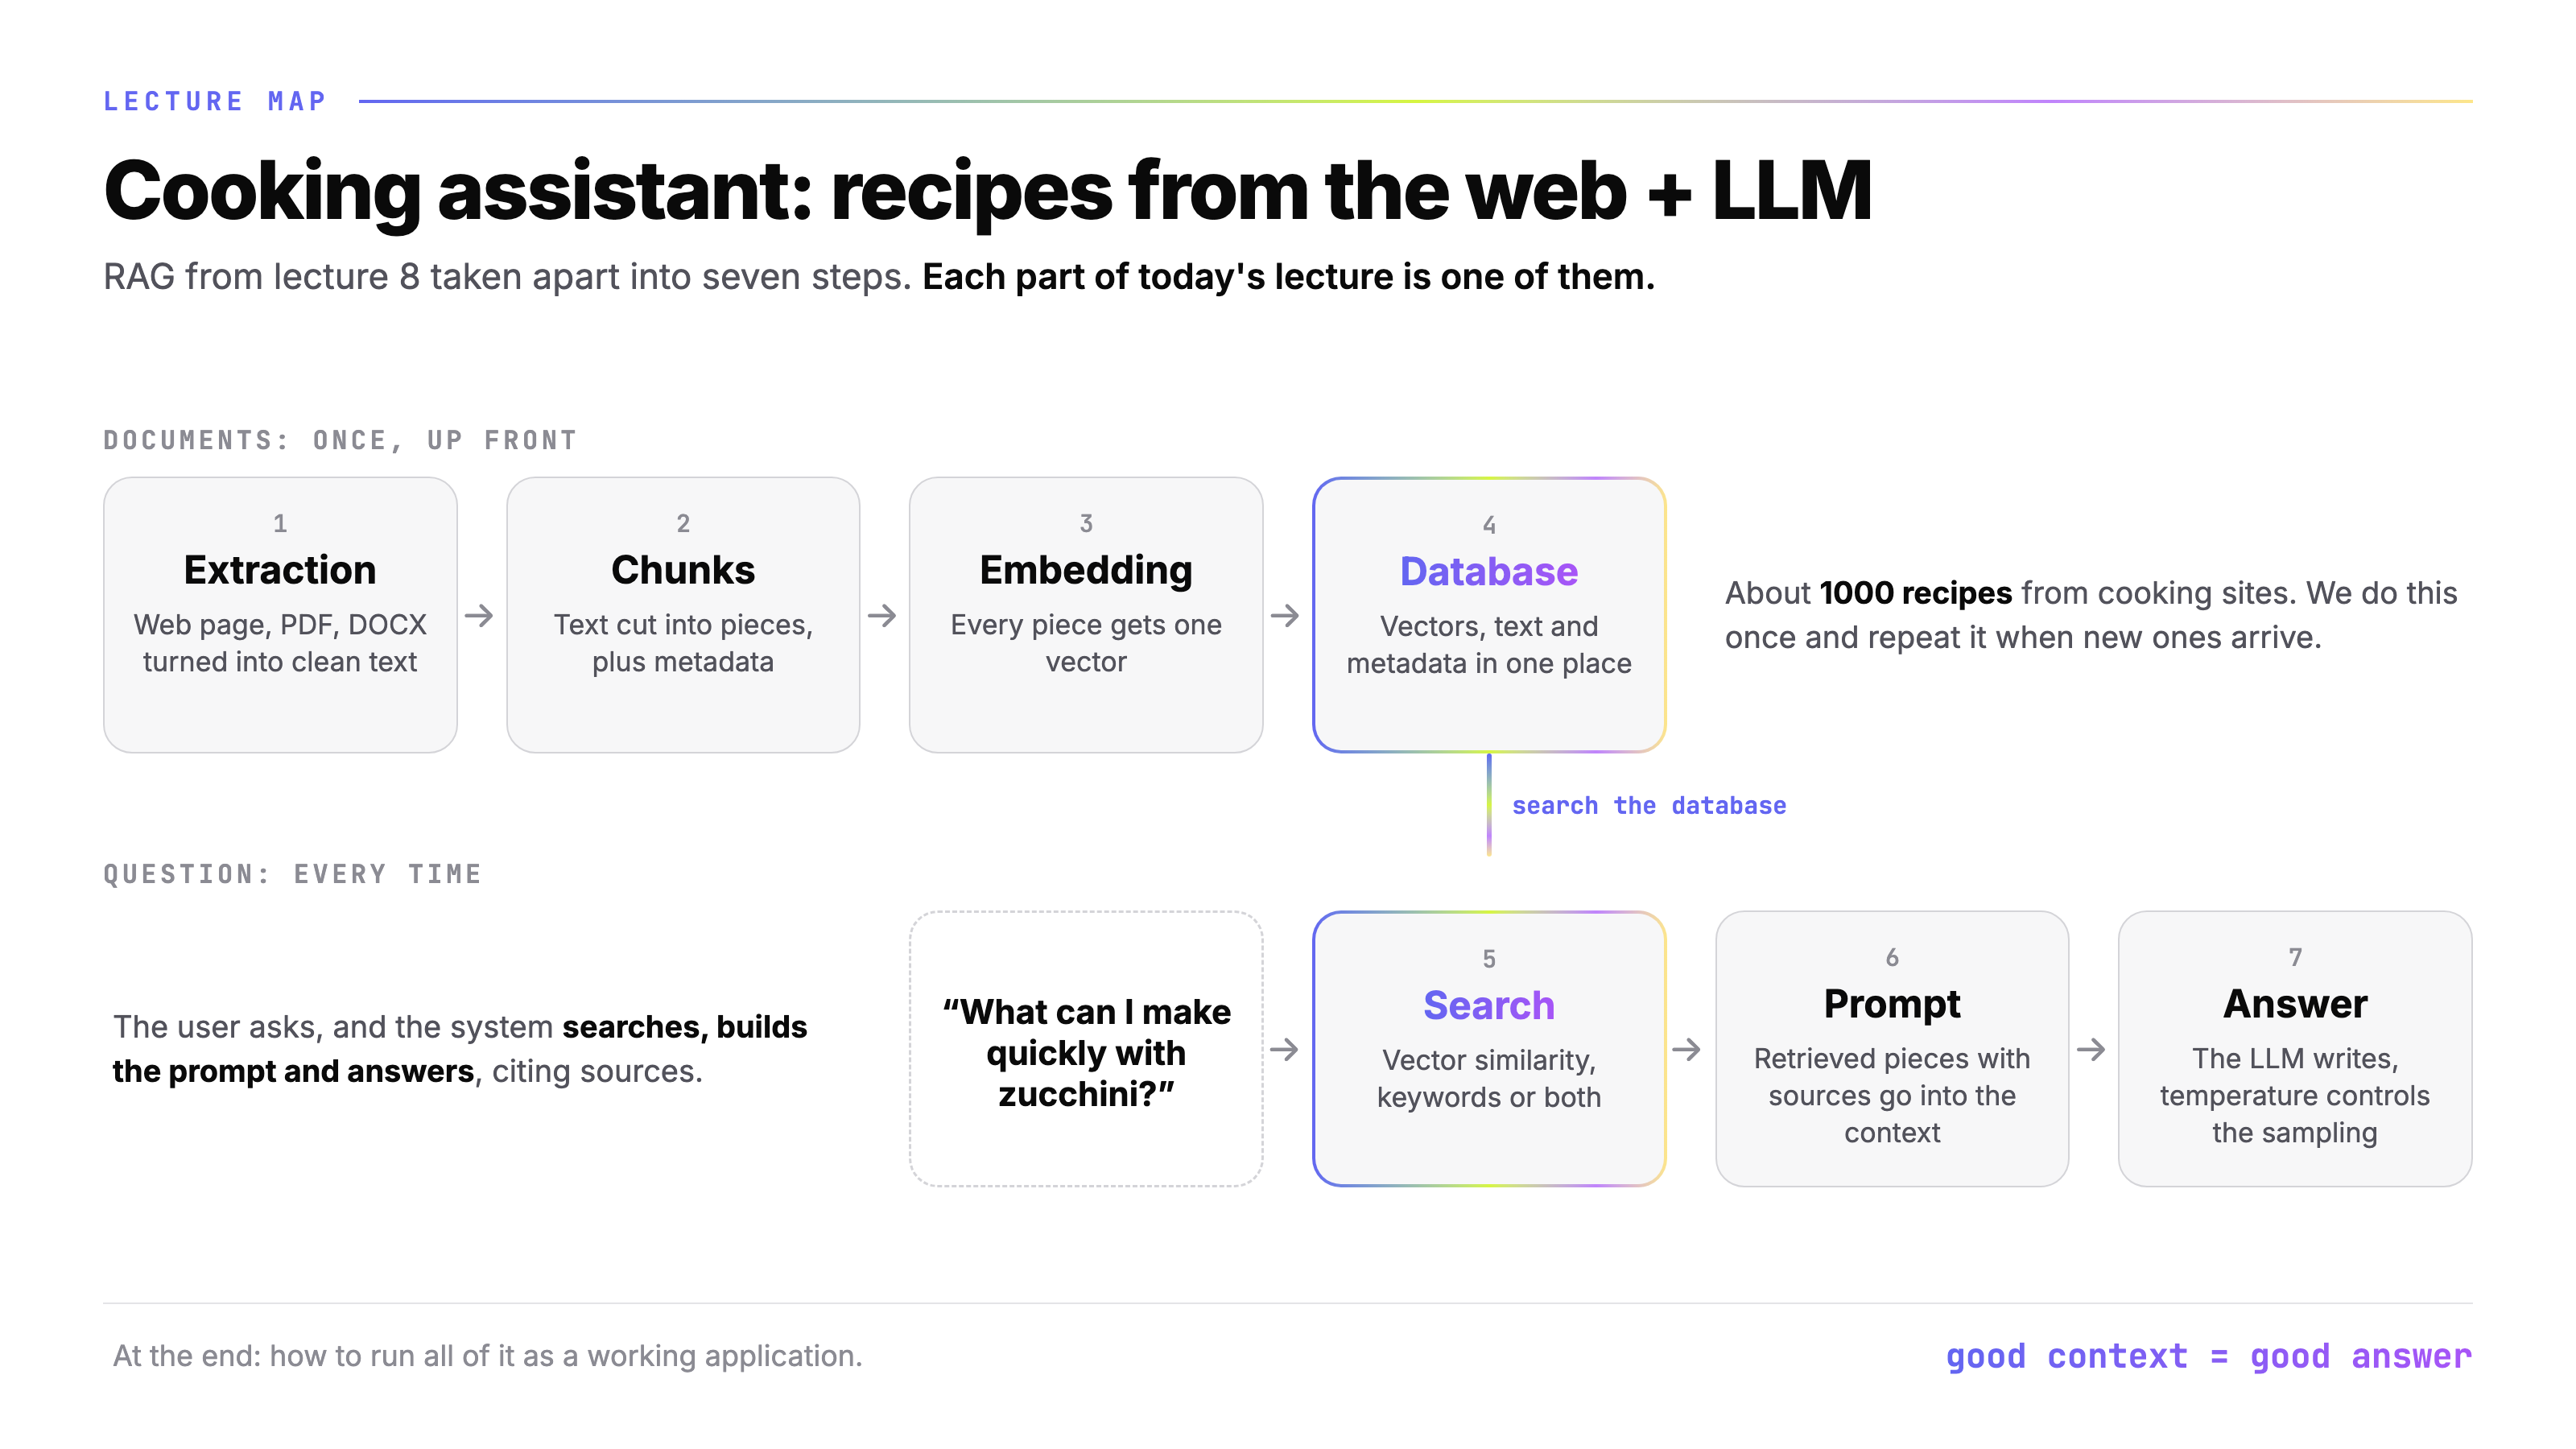 LECTURE MAP
Cooking assistant: recipes from the web + LLM
RAG from lecture 8 taken apart into seven steps. Each part of today's lecture is one of them.
DOCUMENTS: ONCE, UP FRONT
1
Extraction
Web page, PDF, DOCX
turned into clean text
2
Chunks
Text cut into pieces,
plus metadata
3
Embedding
Every piece gets one
vector
4
Database
Vectors, text and
metadata in one place
About 1000 recipes from cooking sites. We do this
once and repeat it when new ones arrive.
search the database
QUESTION: EVERY TIME
The user asks, and the system searches, builds
the prompt and answers, citing sources.
“What can I make
quickly with
zucchini?”
5
Search
Vector similarity,
keywords or both
6
Prompt
Retrieved pieces with
sources go into the
context
7
Answer
The LLM writes,
temperature controls
the sampling
At the end: how to run all of it as a working application.
good context = good answer